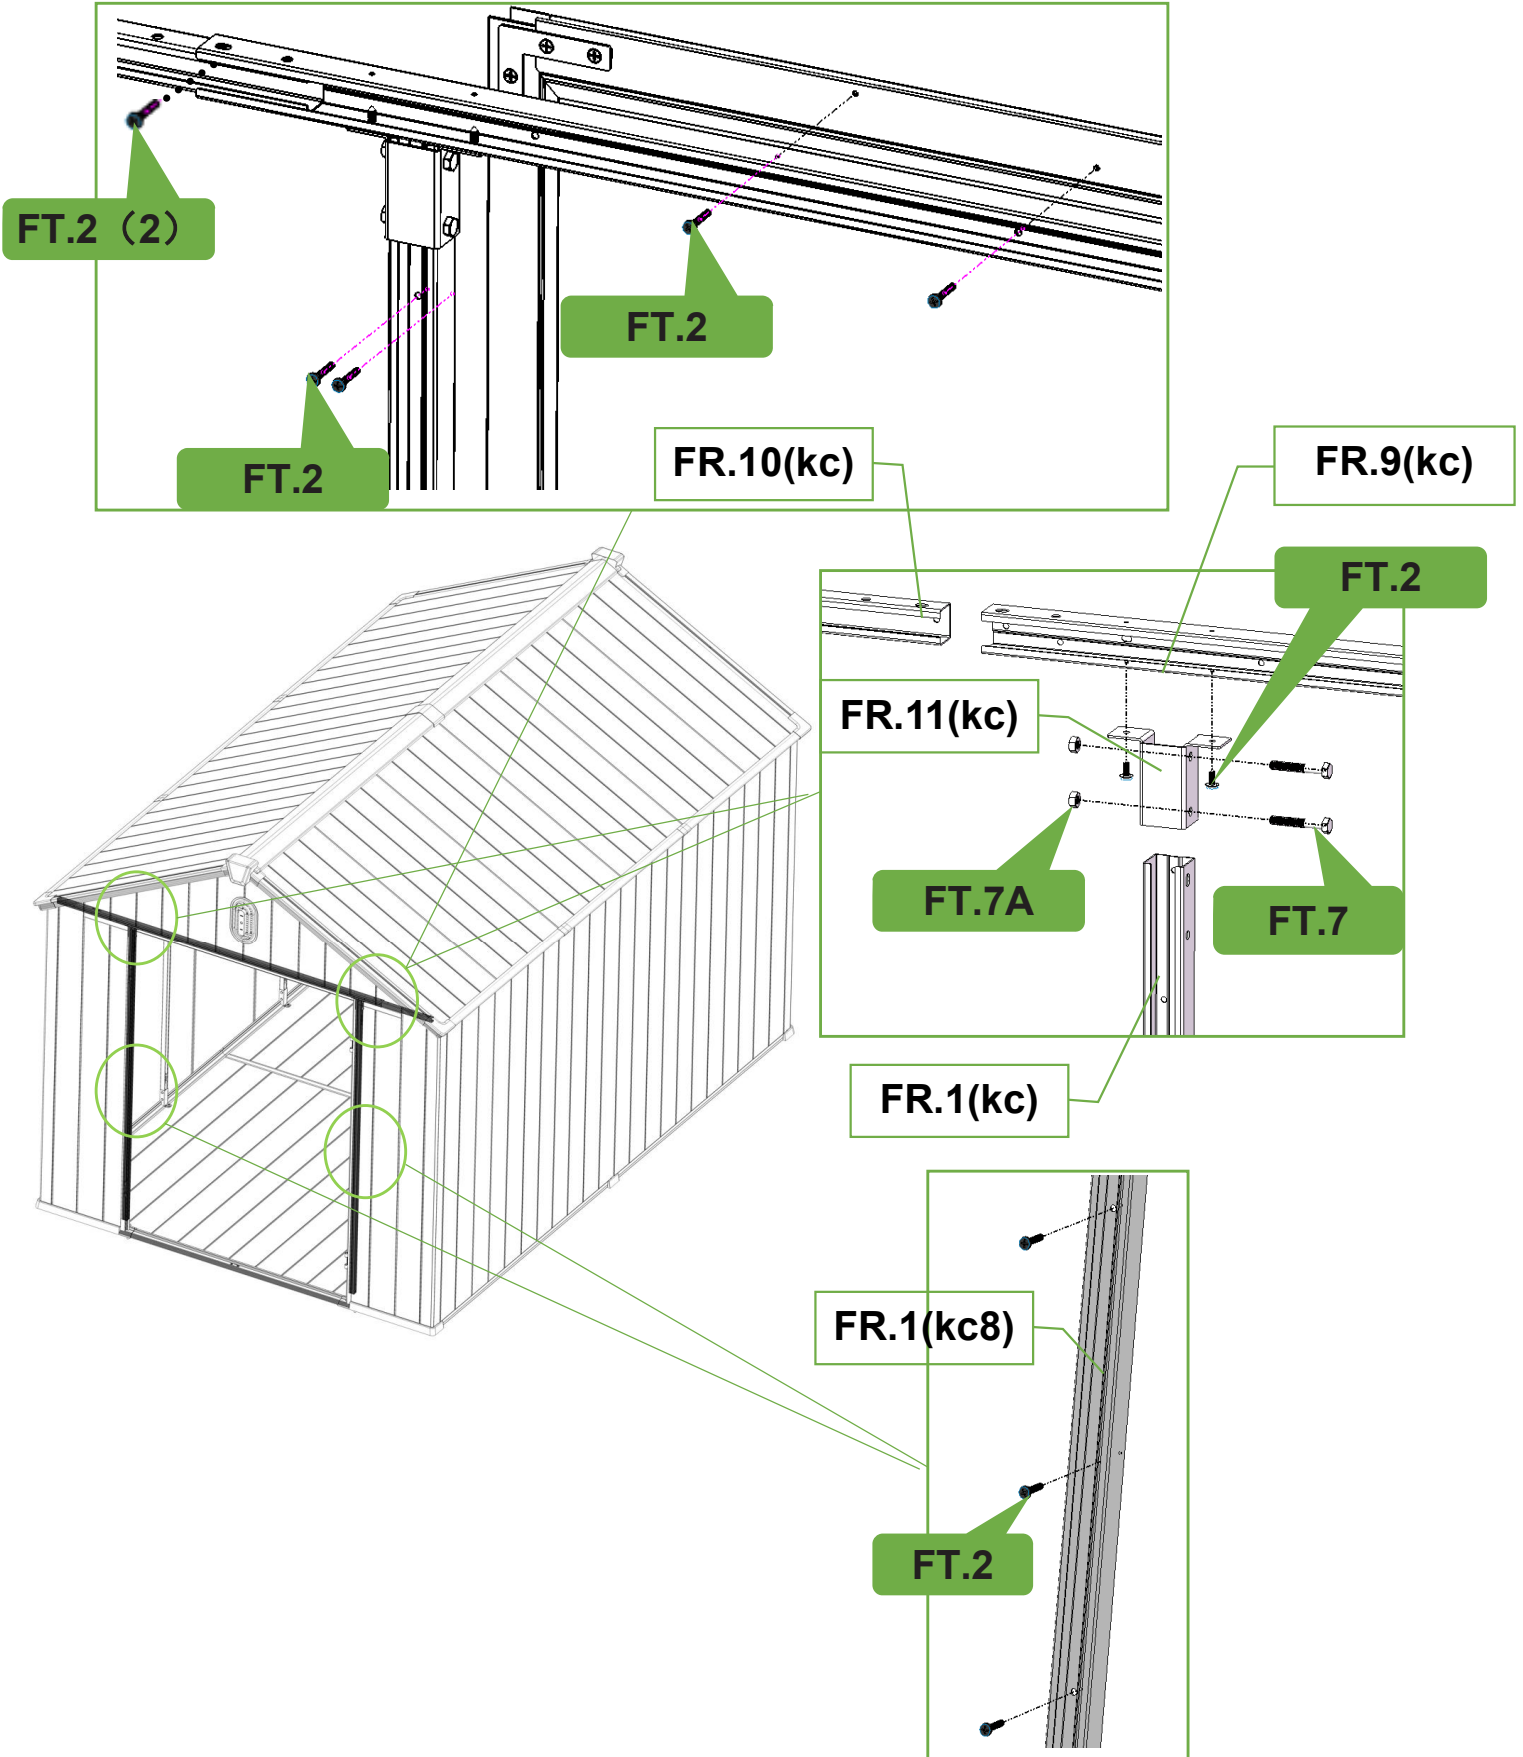 FT.2（2）
FT.2
FT.2
FR.10(kc)
FR.9(kc)
FT.2
FR.11(kc)
FT.7A
FT.7
FR.1(kc)
FR.1(kc8)
FT.2